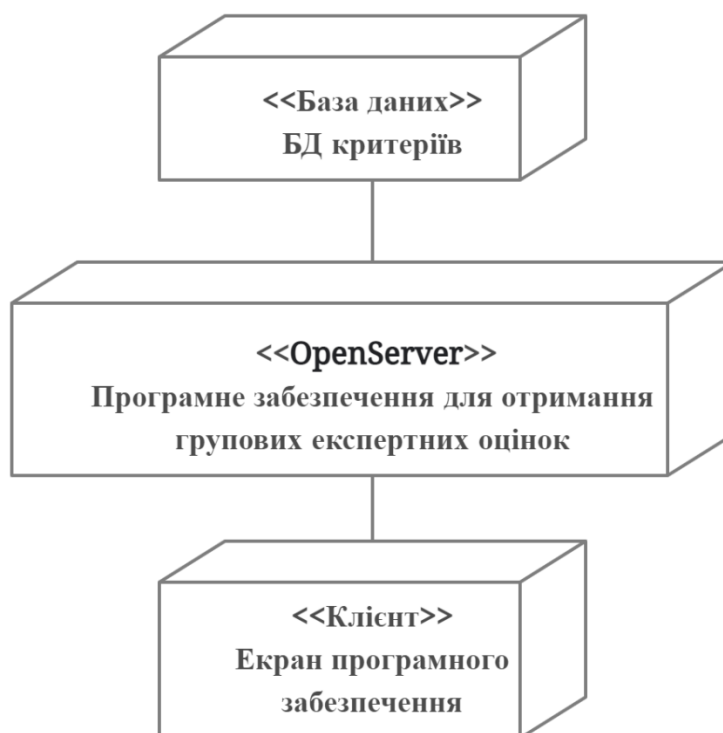 <<База даних>>
БД критеріїв
<<OpenServer>>
Програмне забезпечення для отримання
групових експертних оцінок
<<Клієнт>>
Екран програмного
забезпечення